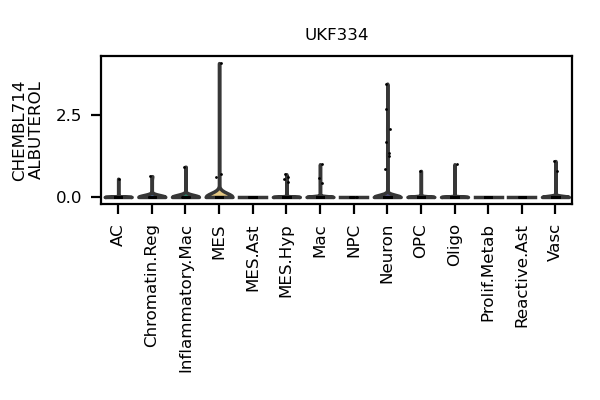 UKF334
CHEMBL714
ALBUTEROL
2.5
0.0
AC
Chromatin.Reg
Inflammatory.Mac
MES
MES.Ast
MES.Hyp
Mac
NPC
Neuron
OPC
Oligo
Prolif.Metab
Reactive.Ast
Vasc